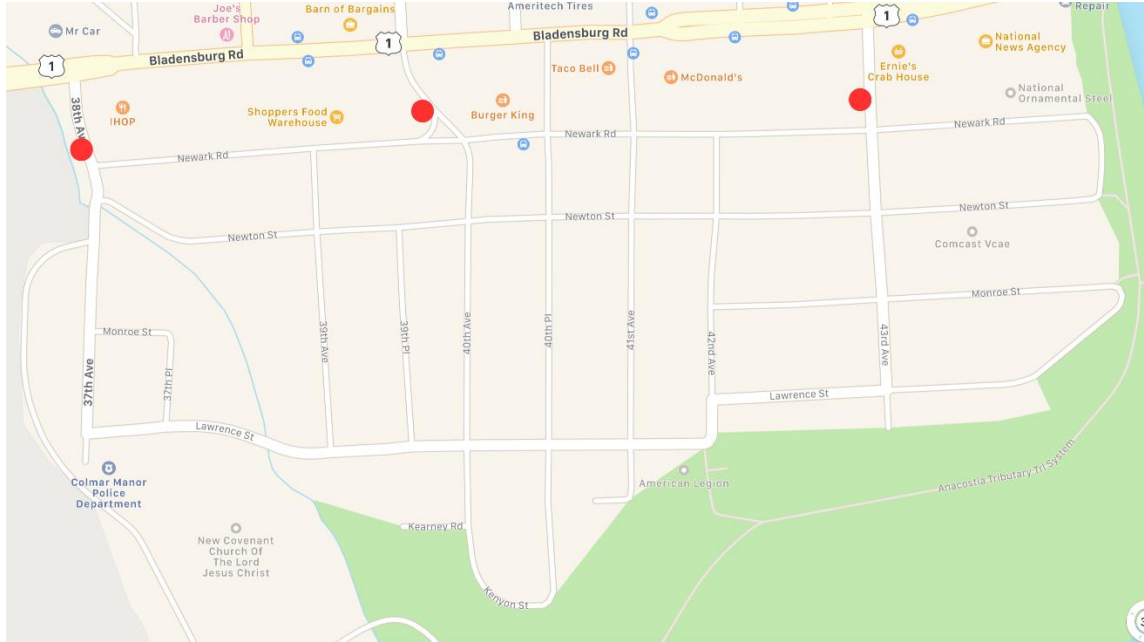 Joe's
Barber Shop
Barn of Bargains
Ameritech Tires
Repair
Mr Car
1
1
1
Bladensburg Rd
Bladensburg Rd
National
News Agency
Ernie's
Crab House
Taco Bell
McDonald's
National
Ornamental Steel
38th Av
IHOP
Shoppers Food
Warehouse
Burger King
Newark Rd
Newark Rd
Newark Rd
Newton St
Newton St
Newton St
Comcast Vcae
Monroe St
Monroe St
39th Ave
39th Pl
40th Ave
40th Pl
41st Ave
42nd Ave
43rd Ave
37th Ave
37th Pl
Lawrence St
Lawrence St
Colmar Manor
Police
Department
American Legion
Anacostia Tributary Trl System
Kearney Rd
New Covenant
Church Of
The Lord
Jesus Christ
Kenyon St